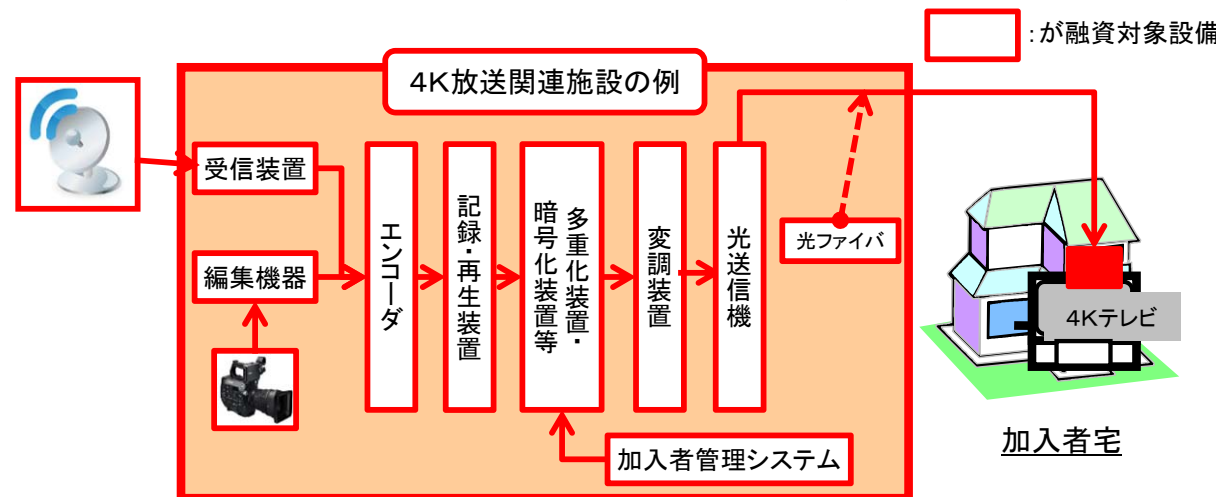 ：が融資対象設備
4K放送関連施設の例
受信装置
編集機器
エンコーダ
記録・再生装置
多重化装置・
暗号化装置等
変調装置
光送信機
光ファイバ
加入者管理システム
4Kテレビ
加入者宅